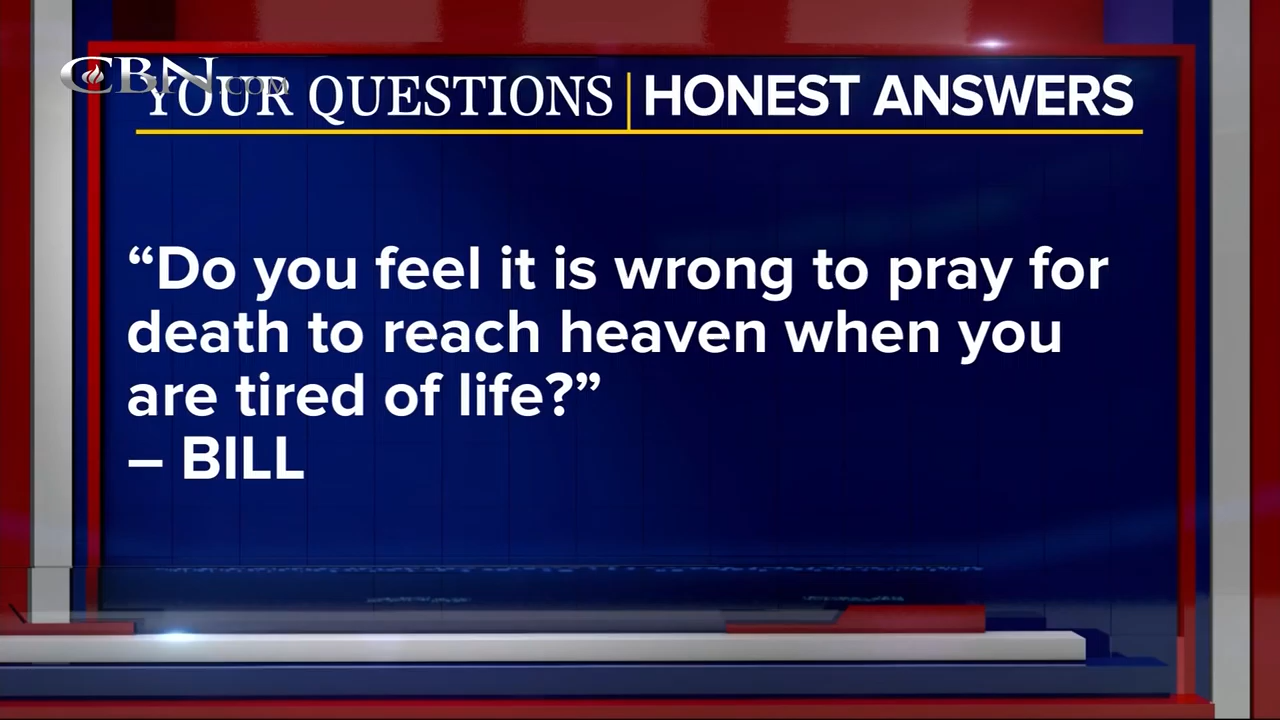 CBN.COM
YOUR QUESTIONS | HONEST ANSWERS
“Do you feel it is wrong to pray for
death to reach heaven when you
are tired of life?”
– BILL